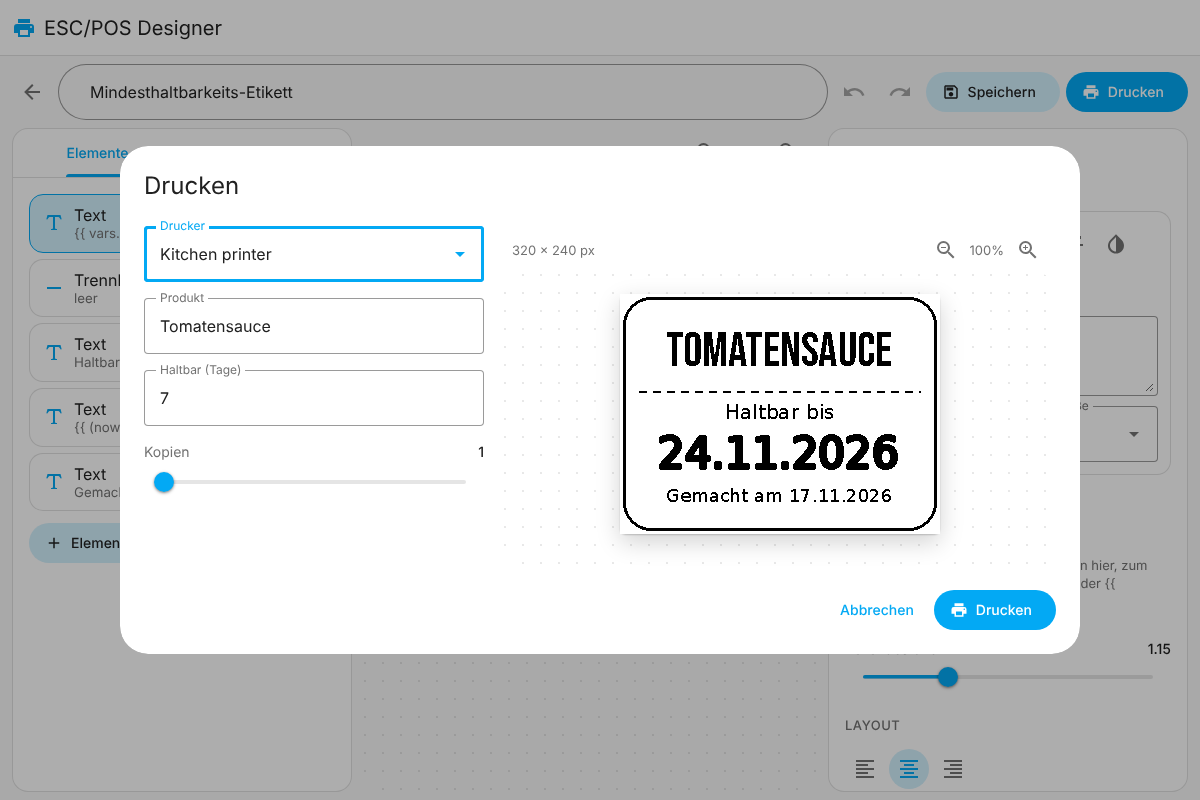 ESC/POS Designer
Mindesthaltbarkeits-Etikett
Speichern
Drucken
Elemente
Text
{{ vars.
Trennl
leer
Text
Haltbar
Text
{{ (now
Text
Gemach
+ Elemen
Drucken
Drucker
Kitchen printer
Produkt
Tomatensauce
Haltbar (Tage)
7
Kopien
1
320 × 240 px
100%
TOMATENSAUCE
Haltbar bis
24.11.2026
Gemacht am 17.11.2026
Abbrechen
Drucken
n hier, zum
der {{
1.15
LAYOUT